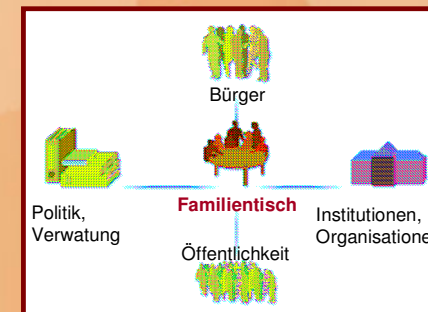 Bürger
Familientisch
Politik,
Verwatung
Institutionen,
Organisatione
Öffentlichkeit